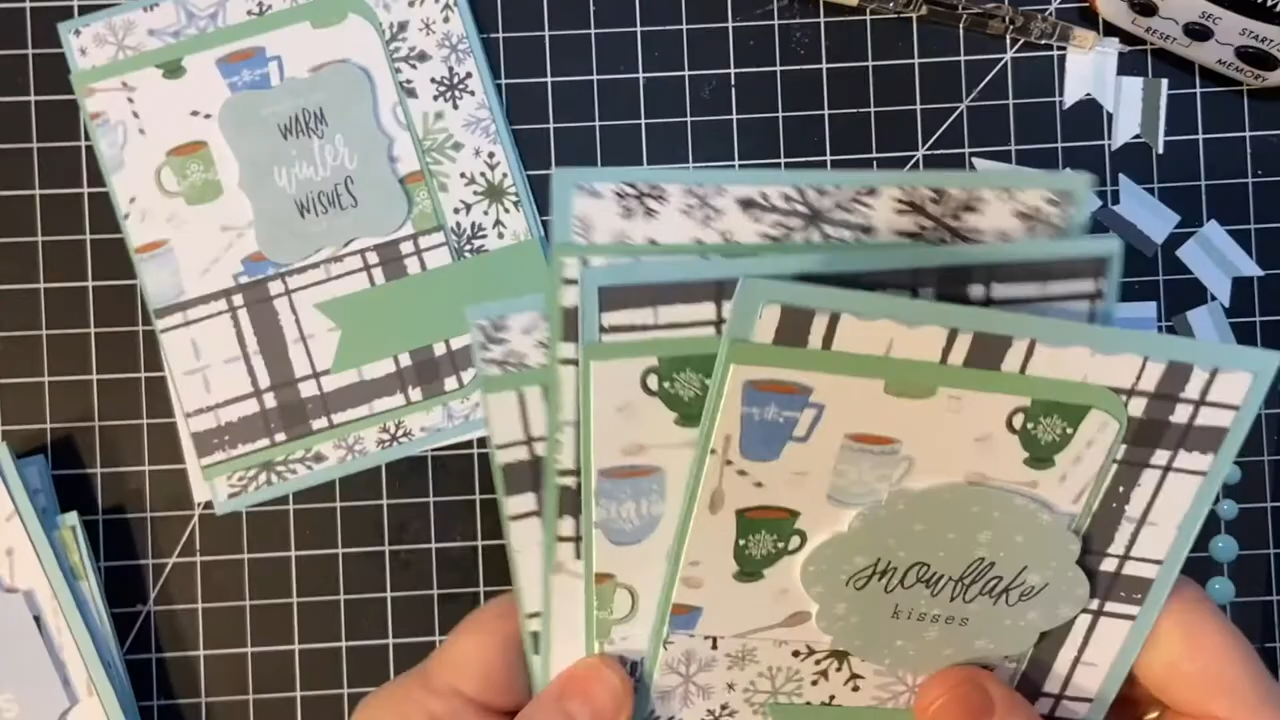 WARM
winter
WISHES
SEC
START/
RESET
MEMORY
snowflake
kisses
S